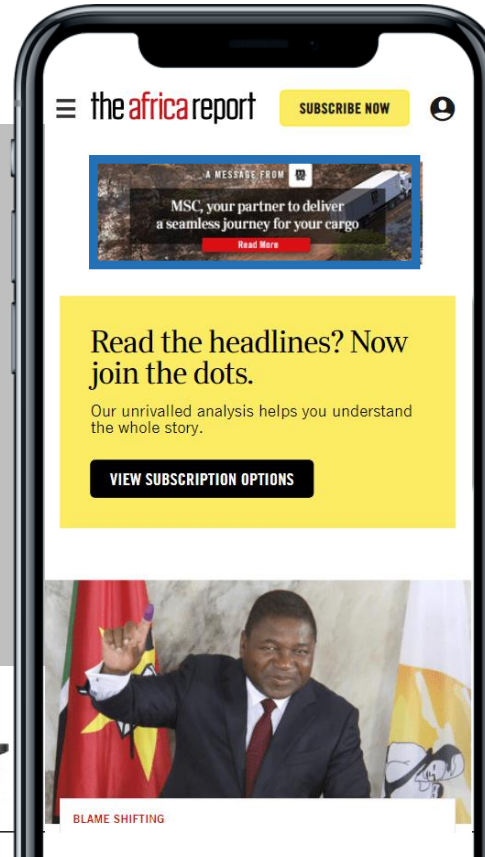 the africa report
SUBSCRIBE NOW
A MESSAGE FROM
MSC, your partner to deliver
a seamless journey for your cargo
Read More
Read the headlines? Now
join the dots.
Our unrivalled analysis helps you understand
the whole story.
VIEW SUBSCRIPTION OPTIONS
BLAME SHIFTING